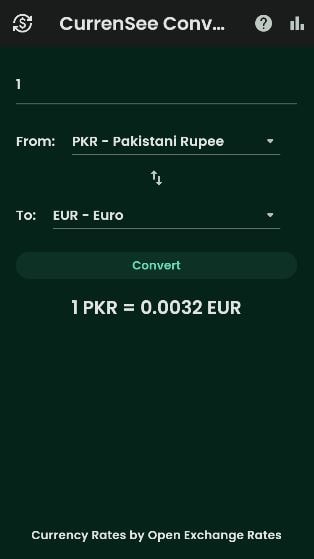 CurrenSee Conv...
1
From: PKR - Pakistani Rupee
To: EUR - Euro
Convert
1 PKR = 0.0032 EUR
Currency Rates by Open Exchange Rates